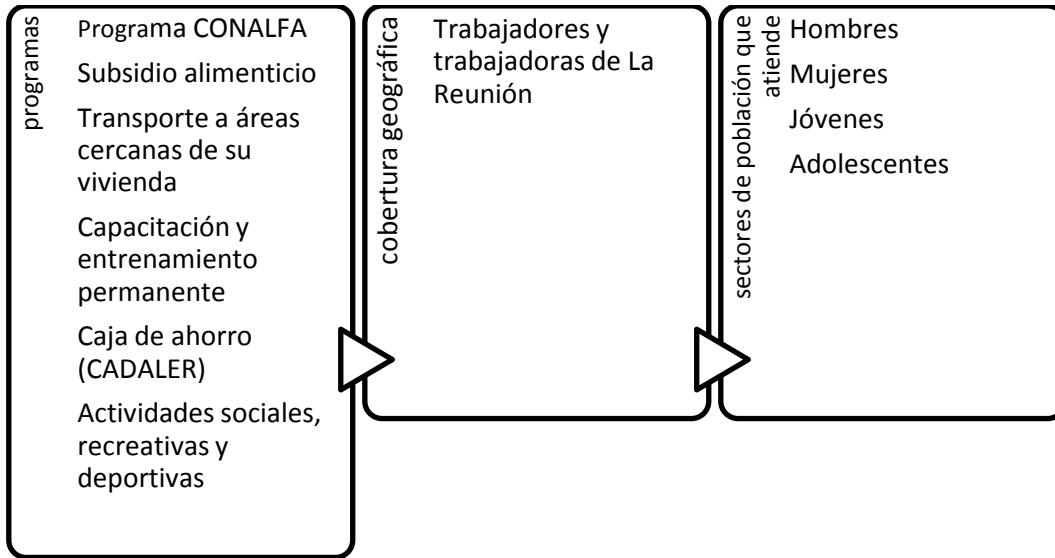 programas
Programa CONALFA
Subsidio alimenticio
Transporte a áreas
cercanas de su
vivienda
Capacitación y
entrenamiento
permanente
Caja de ahorro
(CADALER)
Actividades sociales,
recreativas y
deportivas
cobertura geográfica
Trabajadores y
trabajadoras de La
Reunión
sectores de población que
atiende
Hombres
Mujeres
Jóvenes
Adolescentes